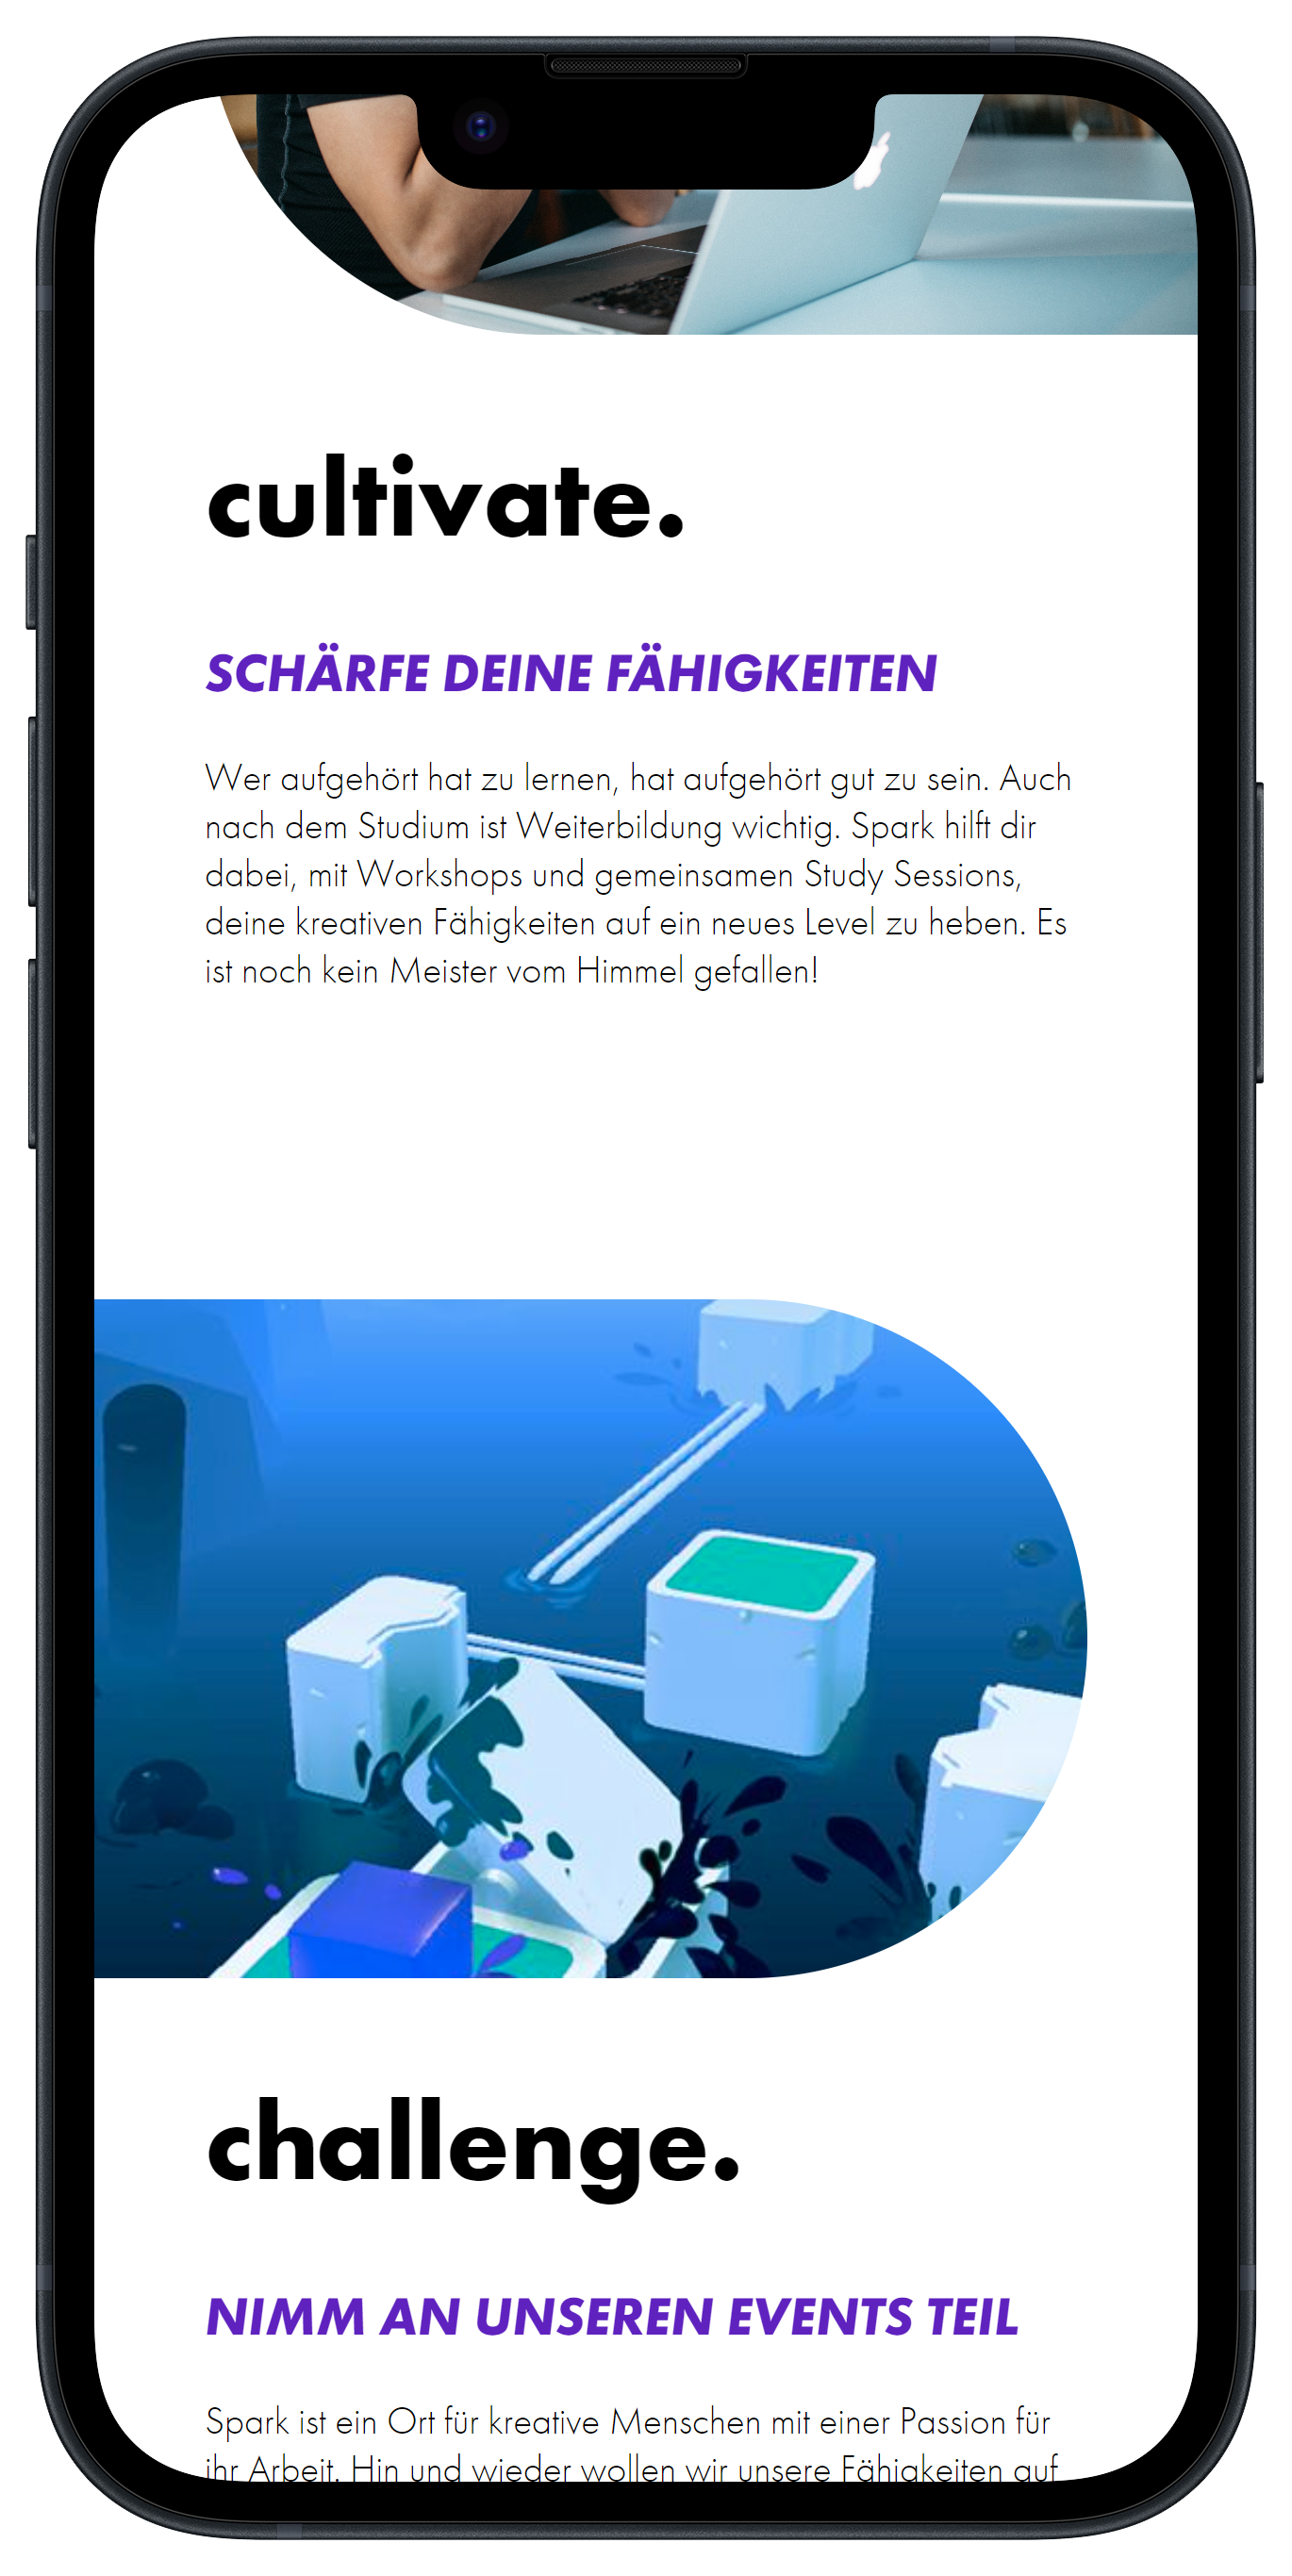 cultivate.
SCHÄRFE DEINE FÄHIGKEITEN
Wer aufgehört hat zu lernen, hat aufgehört gut zu sein. Auch
nach dem Studium ist Weiterbildung wichtig. Spark hilft dir
dabei, mit Workshops und gemeinsamen Study Sessions,
deine kreativen Fähigkeiten auf ein neues Level zu heben. Es
ist noch kein Meister vom Himmel gefallen!
challenge.
NIMM AN UNSEREN EVENTS TEIL
Spark ist ein Ort für kreative Menschen mit einer Passion für
ihr Arbeit. Hin und wieder wollen wir unsere Fähigkeiten auf